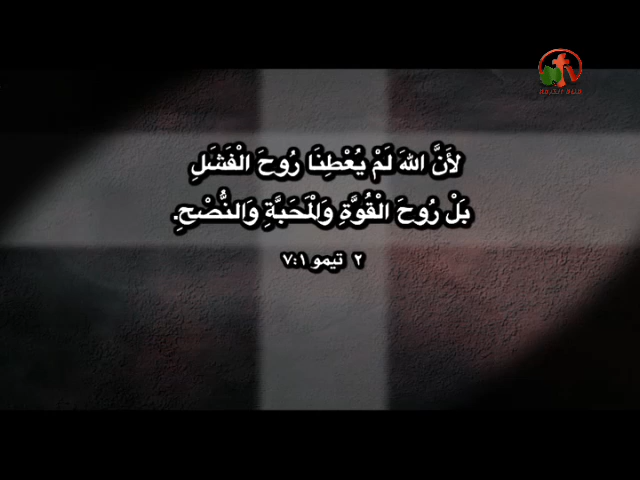 لأَنَّ اللهَ لَمْ يُعْطِنَا رُوحَ الْفَشَلِ
بَلْ رُوحَ الْقُوَّةِ وَالْمَحَبَّةِ وَالنُّصْحِ.
٢ تيمو ٧:١